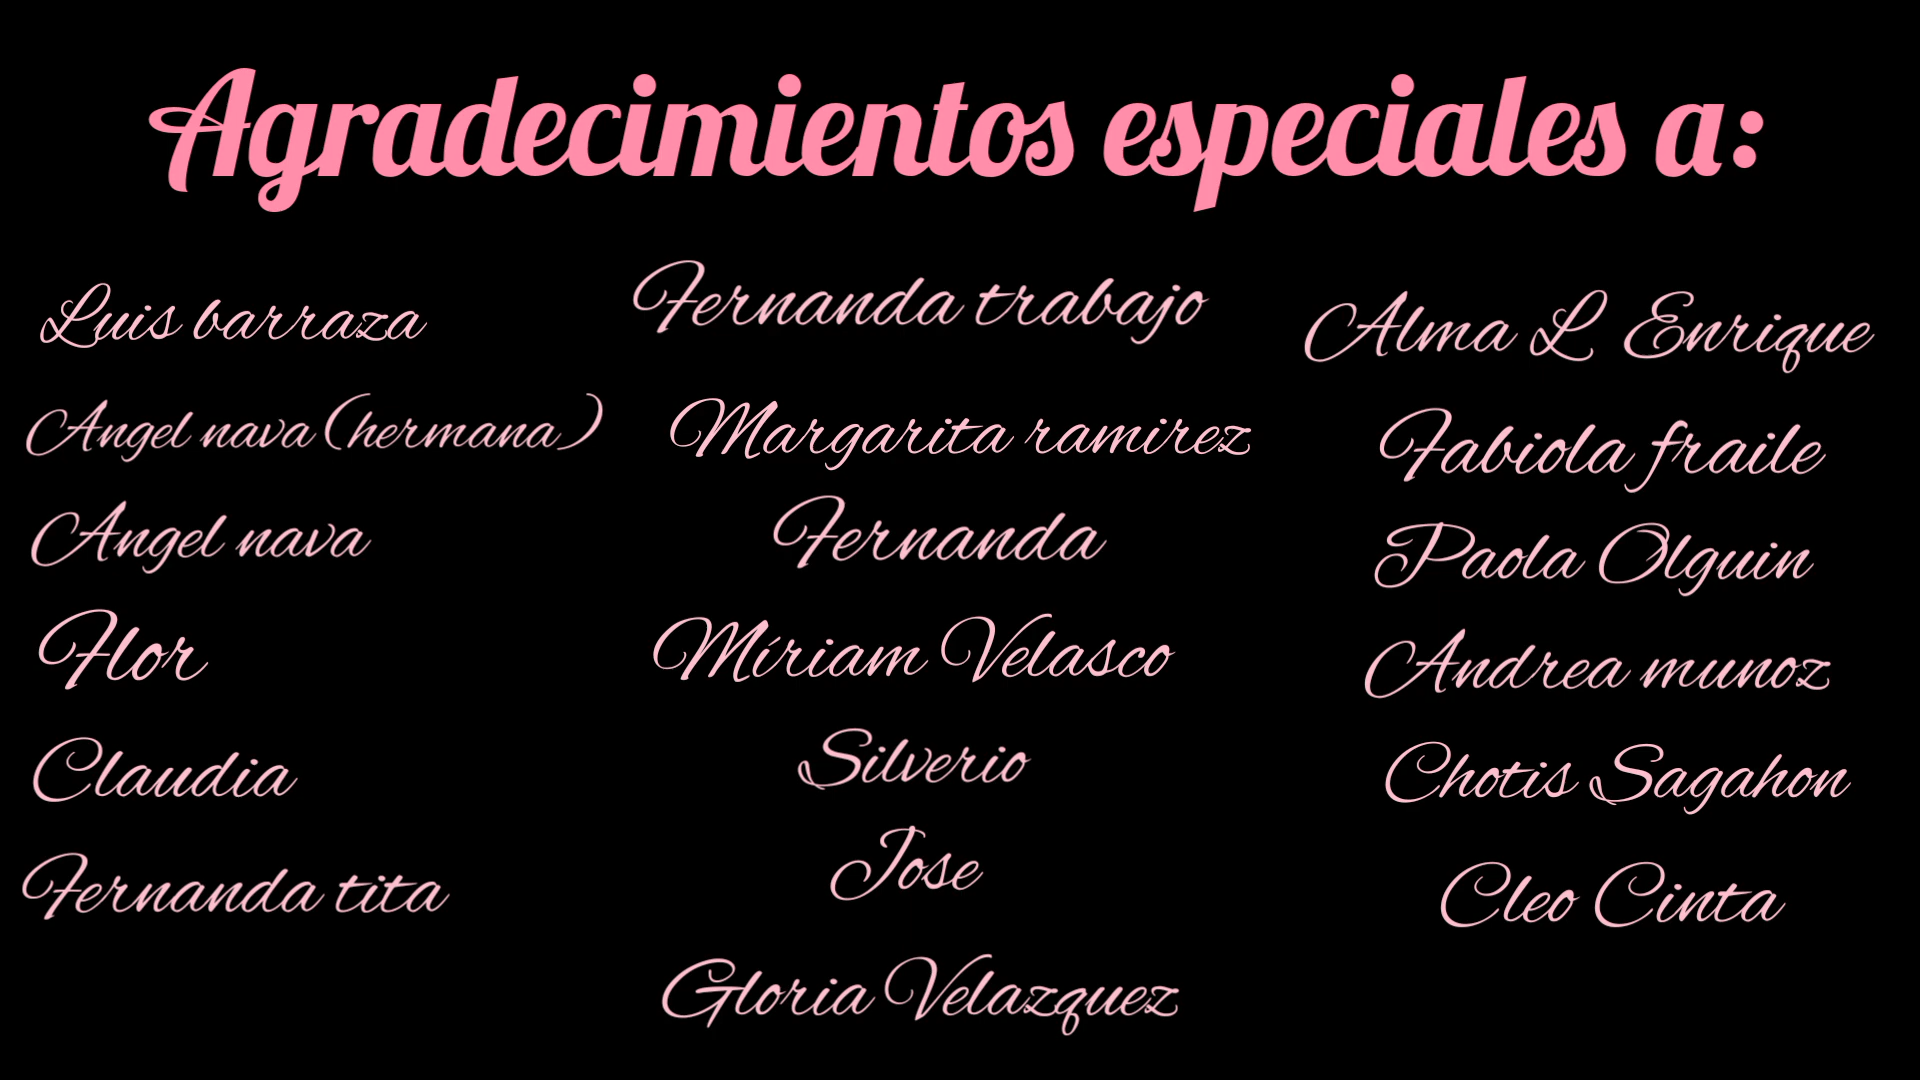 Agradecimientos especiales a:
Luis barraza
Angel nava (hermana)
Angel nava
Flor
Claudia
Fernanda tita
Fernanda trabajo
Margarita ramirez
Fernanda
Míriam Velasco
Silverio
Jose
Gloria Velazquez
Alma L Enrique
Fabiola fraile
Paola Olguin
Andrea munoz
Chotis Sagahon
Cleo Cinta